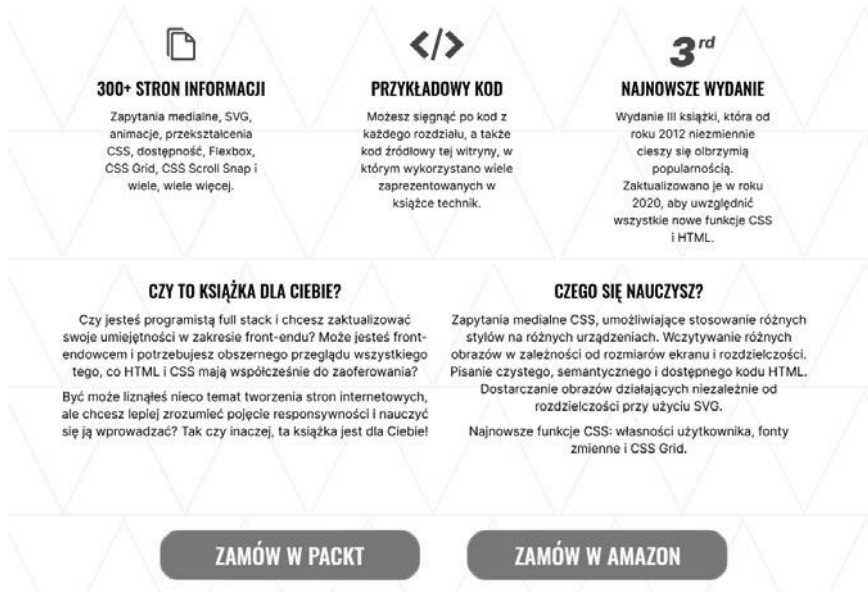 </>
3rd
300+ STRON INFORMACJI
Zapytania medialne, SVG,
animacje, przekształcenia
CSS, dostępność, Flexbox,
CSS Grid, CSS Scroll Snap i
wiele, wiele więcej.
PRZYKŁADOWY KOD
Możesz sięgnąć po kod z
każdego rozdziału, a także
kod źródłowy tej witryny, w
którym wykorzystano wiele
zaprezentowanych w
książce technik.
NAJNOWSZE WYDANIE
Wydanie III książki, która od
roku 2012 niezmiennie
cieszy się olbrzymią
popularnością.
Zaktualizowano je w roku
2020, aby uwzględnić
wszystkie nowe funkcje CSS
i HTML.
CZY TO KSIĄŻKA DLA CIEBIE?
Czy jesteś programistą full stack i chcesz zaktualizować
swoje umiejętności w zakresie front-endu? Może jesteś front-
endowcem i potrzebujesz obszernego przeglądu wszystkiego
tego, co HTML i CSS mają współcześnie do zaoferowania?
Być może liznąłeś nieco temat tworzenia stron internetowych,
ale chcesz lepiej zrozumieć pojęcie responsywności i nauczyć
się ją wprowadzać? Tak czy inaczej, ta książka jest dla Ciebie!
CZEGO SIĘ NAUCZYSZ?
Zapytania medialne CSS, umożliwiające stosowanie różnych
stylów na różnych urządzeniach. Wczytywanie różnych
obrazów w zależności od rozmiarów ekranu i rozdzielczości.
Pisanie czystego, semantycznego i dostępnego kodu HTML.
Dostarczanie obrazów działających niezależnie od
rozdzielczości przy użyciu SVG.
Najnowsze funkcje CSS: własności użytkownika, fonty
zmienne i CSS Grid.
ZAMÓW W PACKT
ZAMÓW W AMAZON